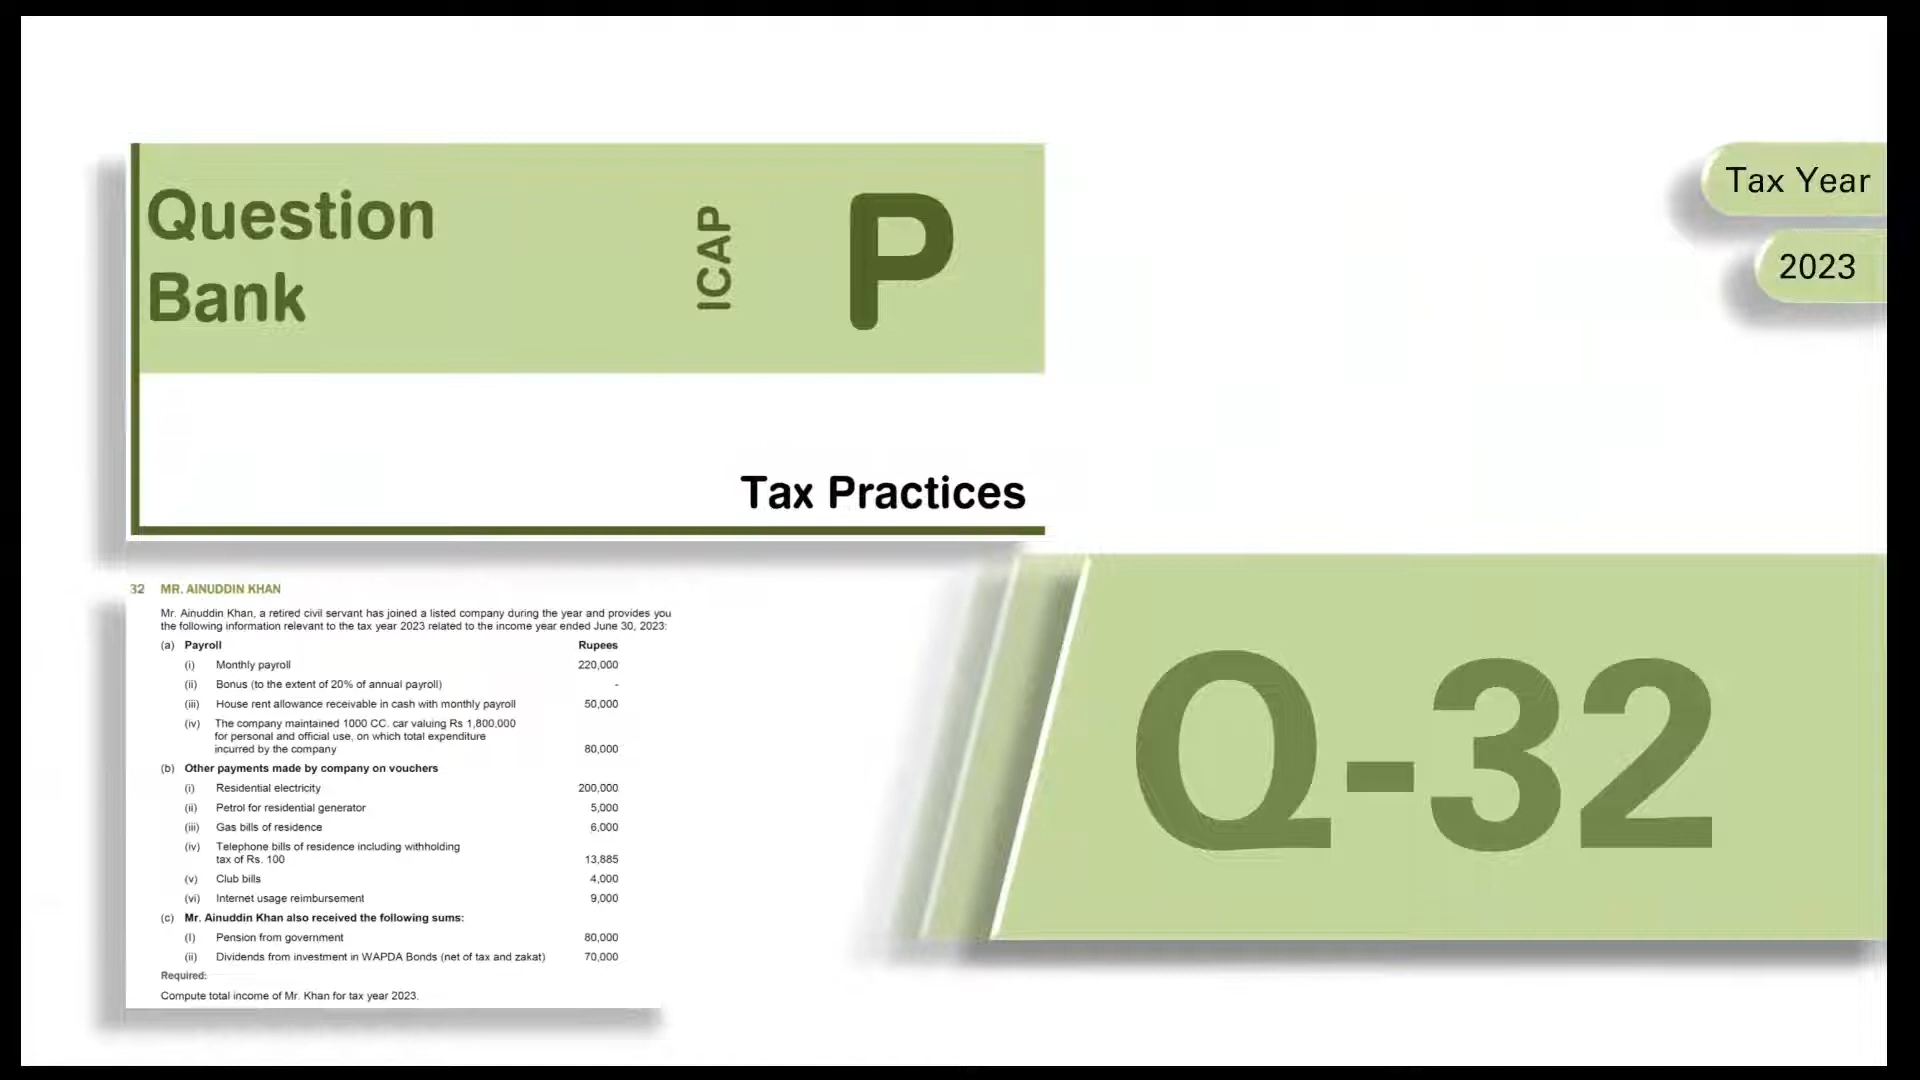 Question
Bank
ICAP
P
Tax Practices
Tax Year
2023
Q-32
32 MR. AINUDDIN KHAN
Mr. Ainuddin Khan, a retired civil servant has joined a listed company during the year and provides you
the following information relevant to the tax year 2023 related to the income year ended June 30, 2023:
(a) Payroll Rupees
(i) Monthly payroll 220,000
(ii) Bonus (to the extent of 20% of annual payroll) -
(iii) House rent allowance receivable in cash with monthly payroll 50,000
(iv) The company maintained 1000 CC. car valuing Rs 1,800,000
for personal and official use, on which total expenditure
incurred by the company 80,000
(b) Other payments made by company on vouchers
(i) Residential electricity 200,000
(ii) Petrol for residential generator 5,000
(iii) Gas bills of residence 6,000
(iv) Telephone bills of residence including withholding
tax of Rs. 100 13,885
(v) Club bills 4,000
(vi) Internet usage reimbursement 9,000
(c) Mr. Ainuddin Khan also received the following sums:
(I) Pension from government 80,000
(ii) Dividends from investment in WAPDA Bonds (net of tax and zakat) 70,000
Required:
Compute total income of Mr. Khan for tax year 2023.